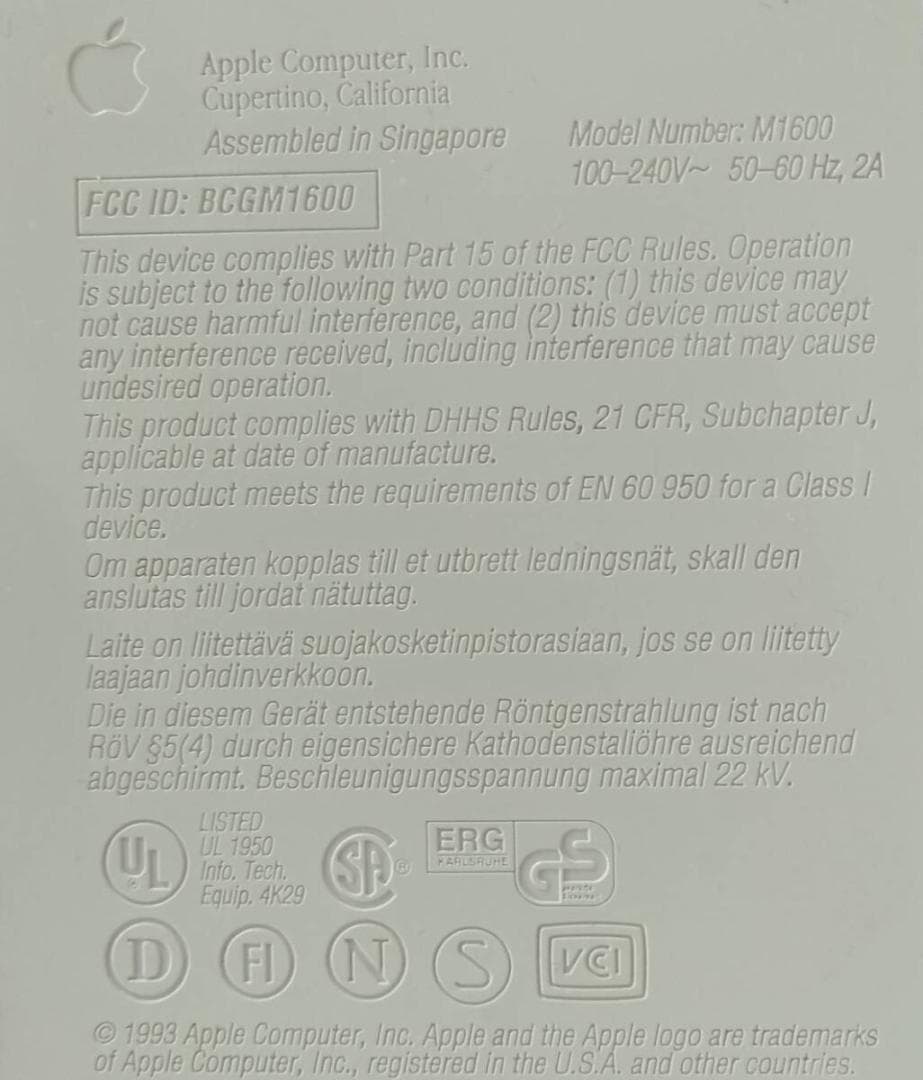 Apple Computer, Inc.
Cupertino, California
Assembled in Singapore
Model Number: M1600
100–240V~ 50–60 Hz, 2A
FCC ID: BCGM1600
This device complies with Part 15 of the FCC Rules. Operation
is subject to the following two conditions: (1) this device may
not cause harmful interference, and (2) this device must accept
any interference received, including interference that may cause
undesired operation.
This product complies with DHHS Rules, 21 CFR, Subchapter J,
applicable at date of manufacture.
This product meets the requirements of EN 60 950 for a Class I
device.
Om apparaten kopplas till et utbrett ledningsnät, skall den
anslutas till jordat nätuttag.
Laite on liitettävä suojakosketinpistorasiaan, jos se on liitetty
laajaan johdinverkkoon.
Die in diesem Gerät entstehende Röntgenstrahlung ist nach
RöV §5(4) durch eigensichere Kathodenstaliöhre ausreichend
abgeschirmt. Beschleunigungsspannung maximal 22 kV.
UL ®
LISTED
UL 1950
Info. Tech.
Equip. 4K29
SA ®
ERG
KARLSRUHE
GS
D FI N S VCI
© 1993 Apple Computer, Inc. Apple and the Apple logo are trademarks
of Apple Computer, Inc., registered in the U.S.A. and other countries.